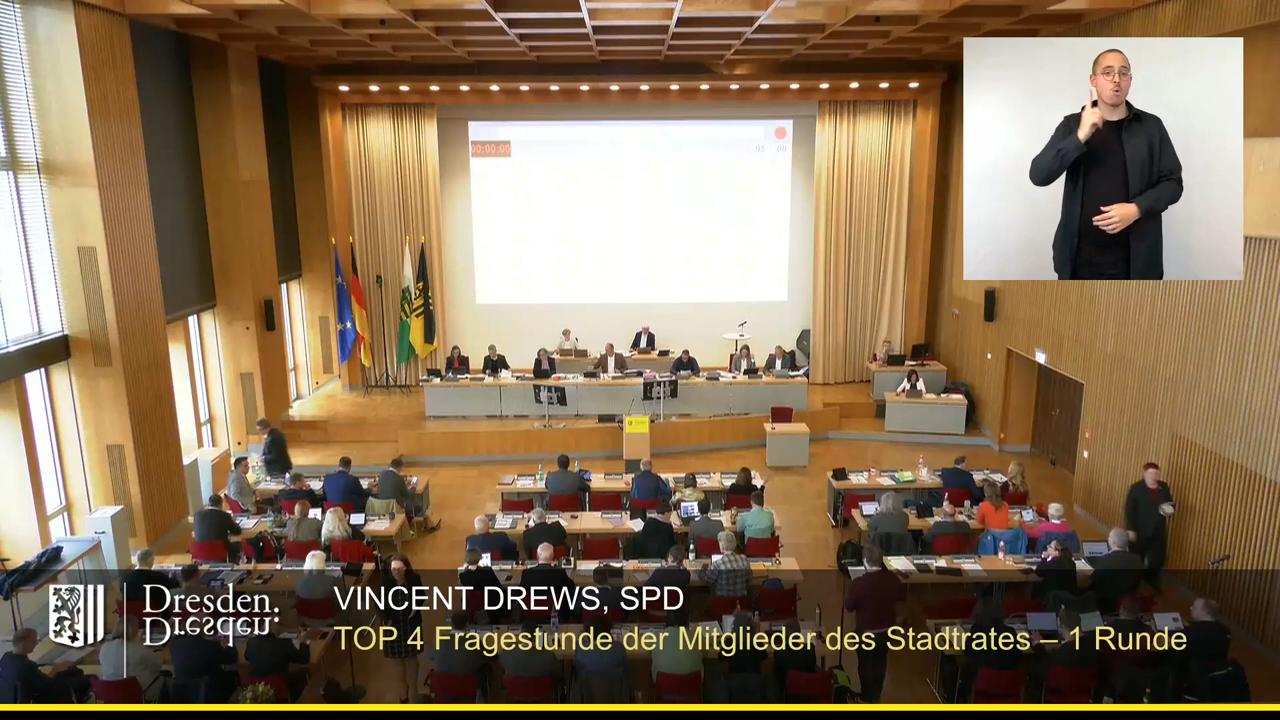 00:00:00
Dresden.
VINCENT DREWS, SPD
TOP 4 Fragestunde der Mitglieder des Stadtrates – 1 Runde